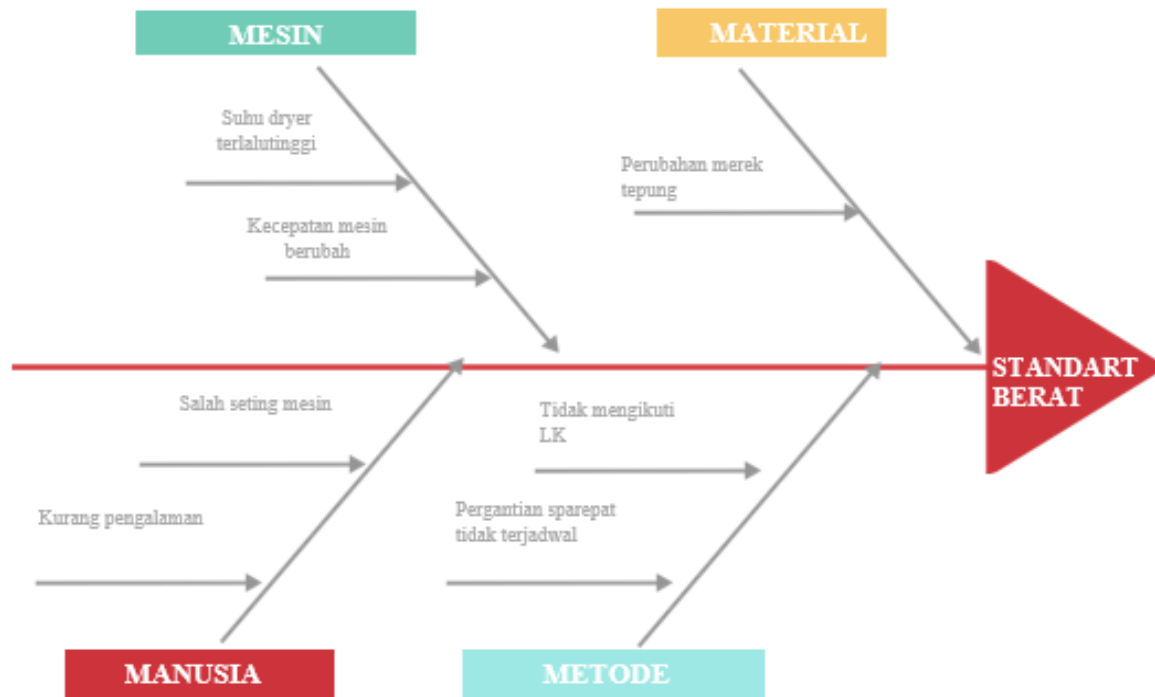 MESIN
MATERIAL
Suhu dryer
terlalutinggi
Perubahan merek
tepung
Kecepatan mesin
berubah
STANDART
BERAT
Salah seting mesin
Tidak mengikuti
LK
Kurang pengalaman
Pergantian sparepat
tidak terjadwal
MANUSIA
METODE